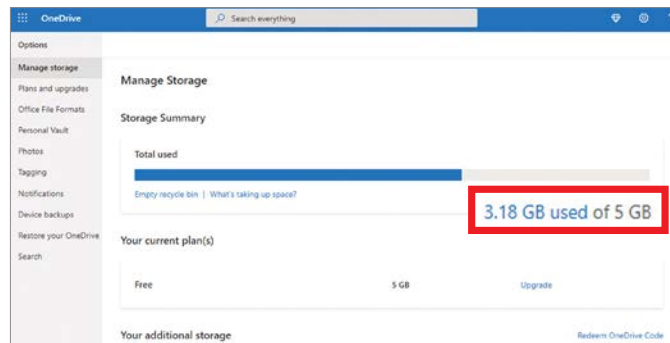 OneDrive
Search everything
Options
Manage storage
Plans and upgrades
Office File Formats
Personal Vault
Photos
Tagging
Notifications
Device backups
Restore your OneDrive
Search
Manage Storage
Storage Summary
Total used
Empty recycle bin | What's taking up space?
3.18 GB used of 5 GB
Your current plan(s)
Free 5 GB Upgrade
Your additional storage Redeem OneDrive Code